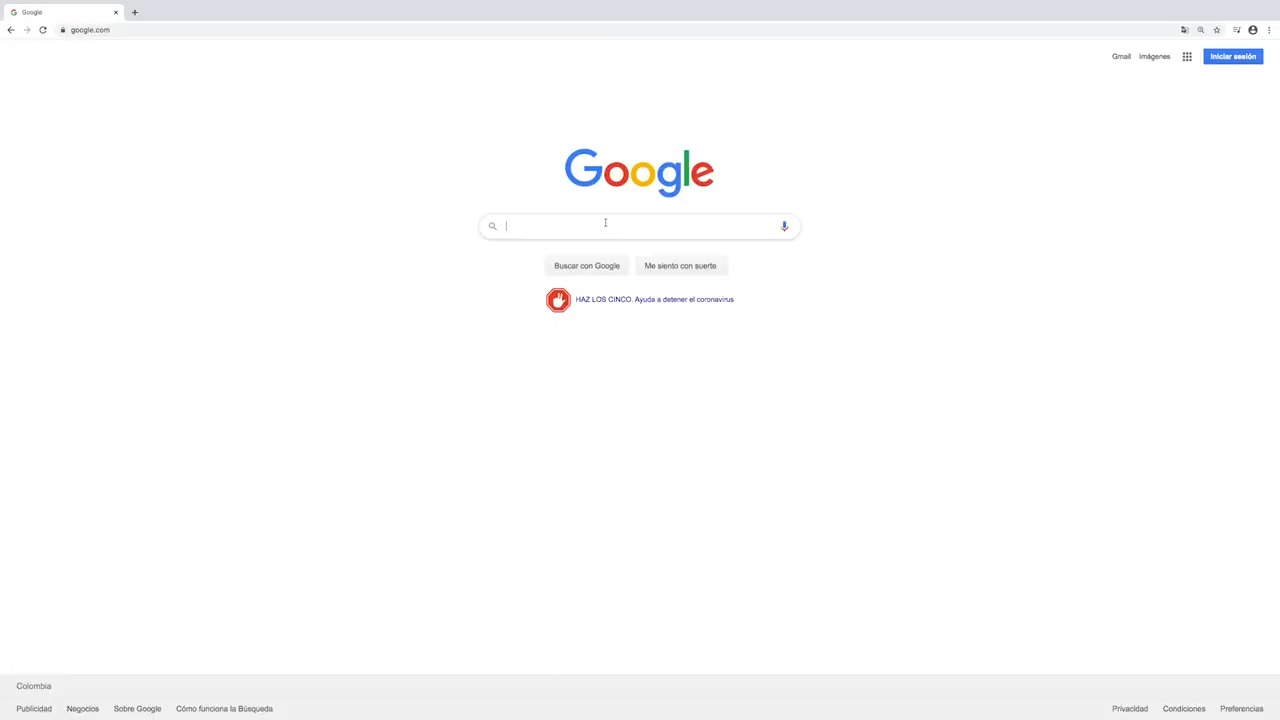 Google
google.com
Gmail Imágenes Iniciar sesión
Google
Buscar con Google Me siento con suerte
HAZ LOS CINCO. Ayuda a detener el coronavirus
Colombia
Publicidad Negocios Sobre Google Cómo funciona la Búsqueda Privacidad Condiciones Preferencias